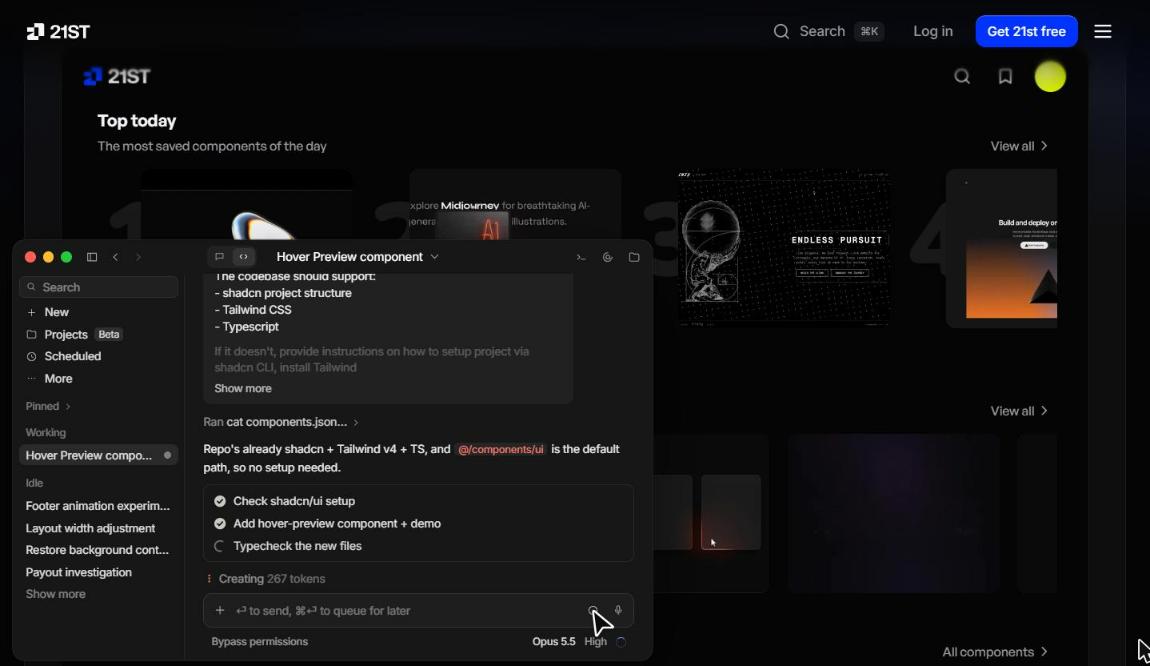 21ST
Search ⌘K
Log in
Get 21st free
21ST
Top today
The most saved components of the day
View all
1
2
3
4
xplore Midjourney for breathtaking AI-
genera
illustrations.
AI
ENDLESS PURSUIT
Build and deploy on
Hover Preview component
Search
New
Projects Beta
Scheduled
More
Pinned
Working
Hover Preview compo...
Idle
Footer animation experim...
Layout width adjustment
Restore background cont...
Payout investigation
Show more
The codebase should support:
- shadcn project structure
- Tailwind CSS
- Typescript
If it doesn't, provide instructions on how to setup project via
shadcn CLI, install Tailwind
Show more
Ran cat components.json...
Repo's already shadcn + Tailwind v4 + TS, and @/components/ui is the default
path, so no setup needed.
Check shadcn/ui setup
Add hover-preview component + demo
Typecheck the new files
Creating 267 tokens
⏎ to send, ⌘⏎ to queue for later
Bypass permissions
Opus 5.5 High
View all
All components